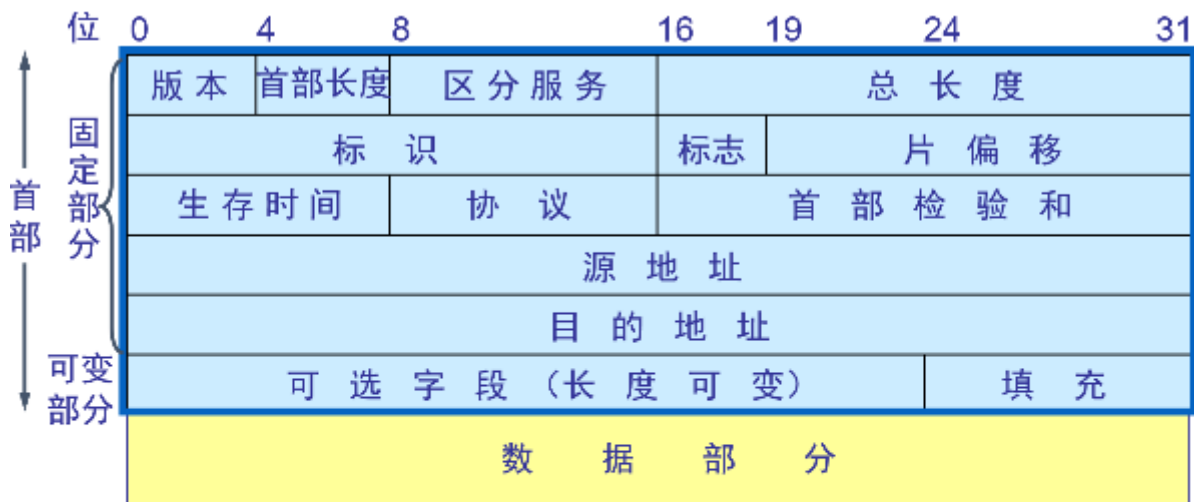 位 0 4 8 16 19 24 31
版本 首部长度 区分服务 总长度
标识 标志 片偏移
生存时间 协议 首部检验和
源地址
目的地址
可选字段（长度可变） 填充
数据部分
首部
固定部分
可变部分